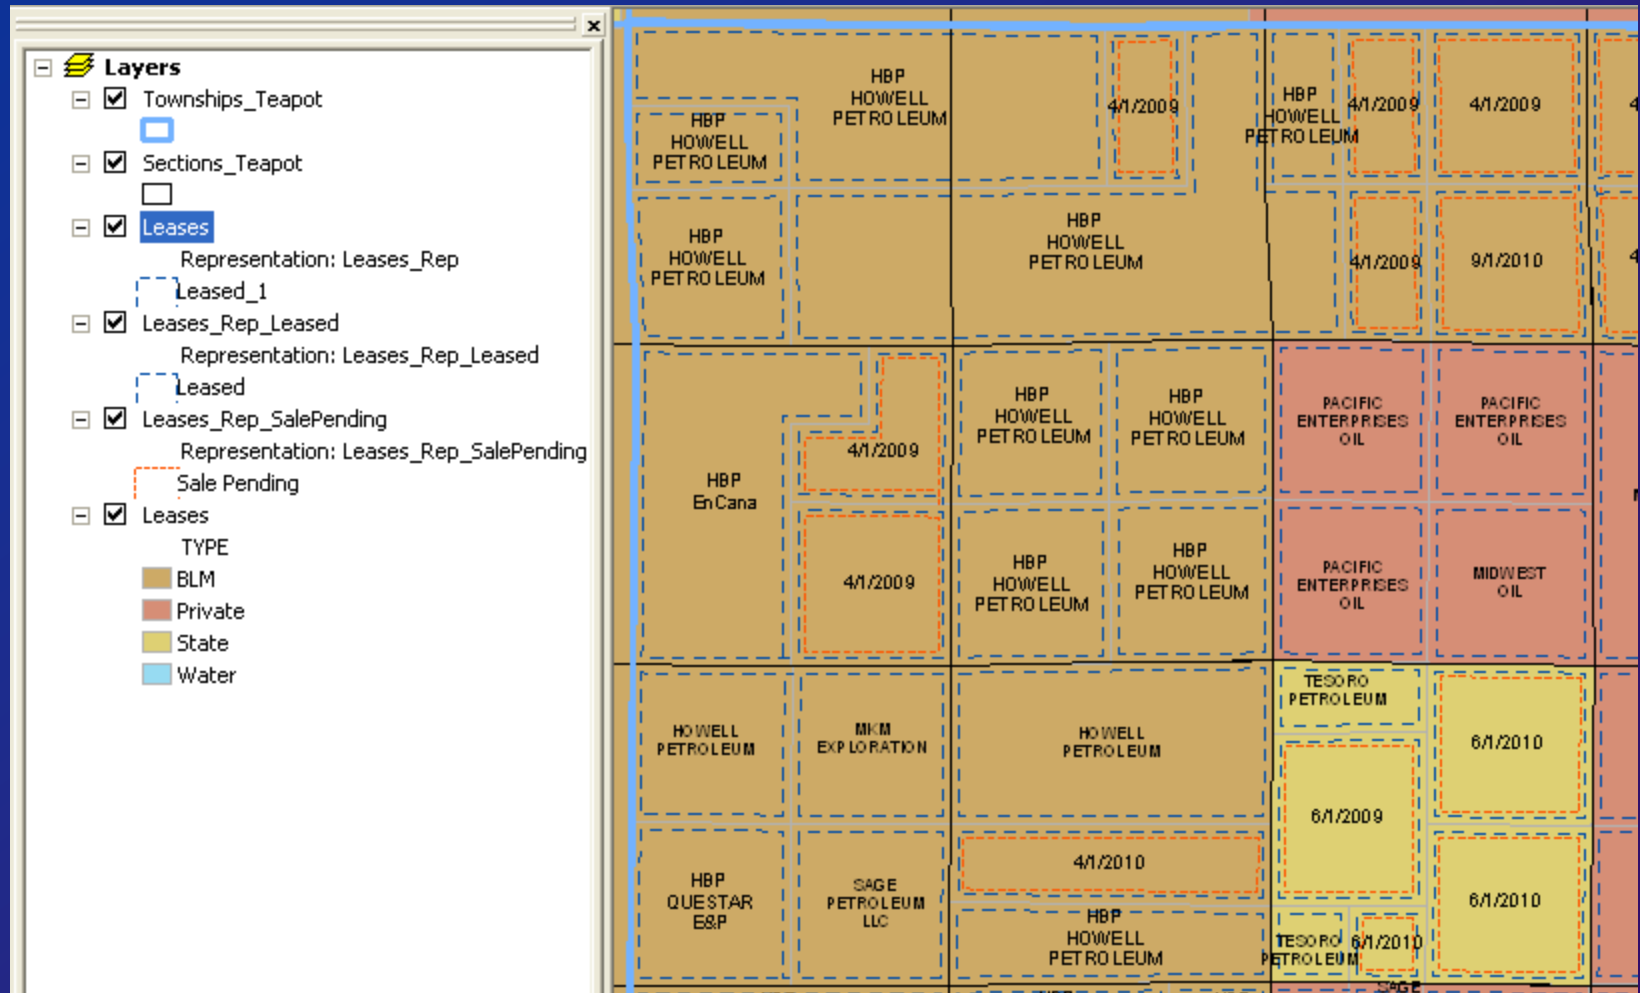 Layers
Townships_Teapot
Sections_Teapot
Leases
Representation: Leases_Rep
Leased_1
Leases_Rep_Leased
Representation: Leases_Rep_Leased
Leased
Leases_Rep_SalePending
Representation: Leases_Rep_SalePending
Sale Pending
Leases
TYPE
BLM
Private
State
Water
HBP
HOWELL
PETROLEUM
4/1/2009
HBP
HOWELL
PETROLEUM
4/1/2009
4/1/2009
HBP
HOWELL
PETROLEUM
HBP
HOWELL
PETROLEUM
HBP
HOWELL
PETROLEUM
4/1/2009
9/1/2010
HBP
EnCana
4/1/2009
HBP
HOWELL
PETROLEUM
HBP
HOWELL
PETROLEUM
PACIFIC
ENTERPRISES
OIL
PACIFIC
ENTERPRISES
OIL
4/1/2009
HBP
HOWELL
PETROLEUM
HBP
HOWELL
PETROLEUM
PACIFIC
ENTERPRISES
OIL
MIDWEST
OIL
HOWELL
PETROLEUM
MKM
EXPLORATION
HOWELL
PETROLEUM
TESORO
PETROLEUM
6/1/2010
6/1/2009
HBP
QUESTAR
E&P
SAGE
PETROLEUM
LLC
4/1/2010
HBP
HOWELL
PETROLEUM
TESORO
PETROLEUM
6/1/2010
6/1/2010
SAGE